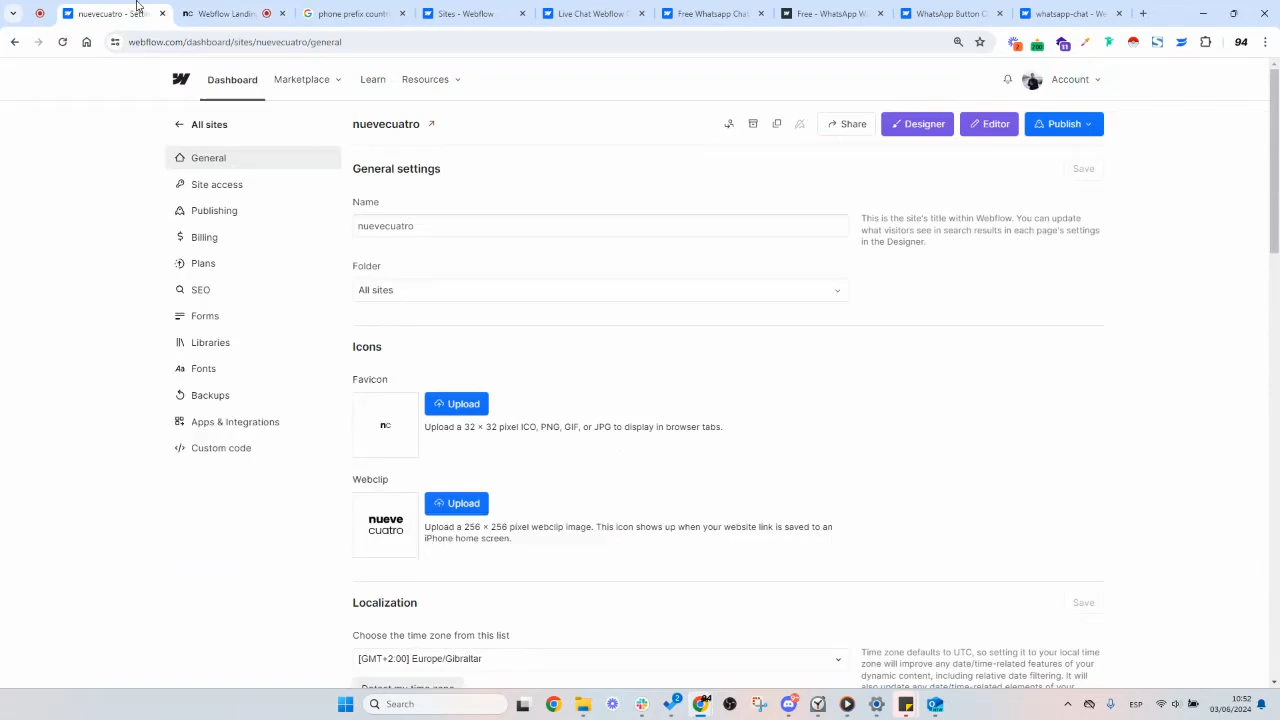 nuevecuatro - Set
Webflow Landing
prefix countr
Sites - Webflow
Live Chat Webflow C
Free Whatsapp Web
Free - WhatsApp W
WhatsApp Button C
whatsapp-chat - We
webflow.com/dashboard/sites/nuevecuatro/general
94
Dashboard
Marketplace
Learn
Resources
Account
All sites
nuevecuatro
Share
Designer
Editor
Publish
General
Site access
Publishing
Billing
Plans
SEO
Forms
Libraries
Fonts
Backups
Apps & Integrations
Custom code
General settings
Save
Name
nuevecuatro
This is the site's title within Webflow. You can update
what visitors see in search results in each page's settings
in the Designer.
Folder
All sites
Icons
Favicon
nc
Upload
Upload a 32 × 32 pixel ICO, PNG, GIF, or JPG to display in browser tabs.
Webclip
nueve
cuatro
Upload
Upload a 256 × 256 pixel webclip image. This icon shows up when your website link is saved to an
iPhone home screen.
Localization
Save
Choose the time zone from this list
[GMT+2:00] Europe/Gibraltar
Time zone defaults to UTC, so setting it to your local time
zone will improve any date/time-related features of your
dynamic content, including relative date filtering. It will
also update any date/time-related elements of your
Detect my time zone
Search
ESP
10:52
03/06/2024